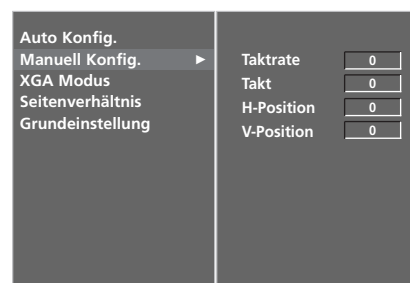 Auto Konfig.
Manuell Konfig. ►
XGA Modus
Seitenverhältnis
Grundeinstellung
Taktrate 0
Takt 0
H-Position 0
V-Position 0